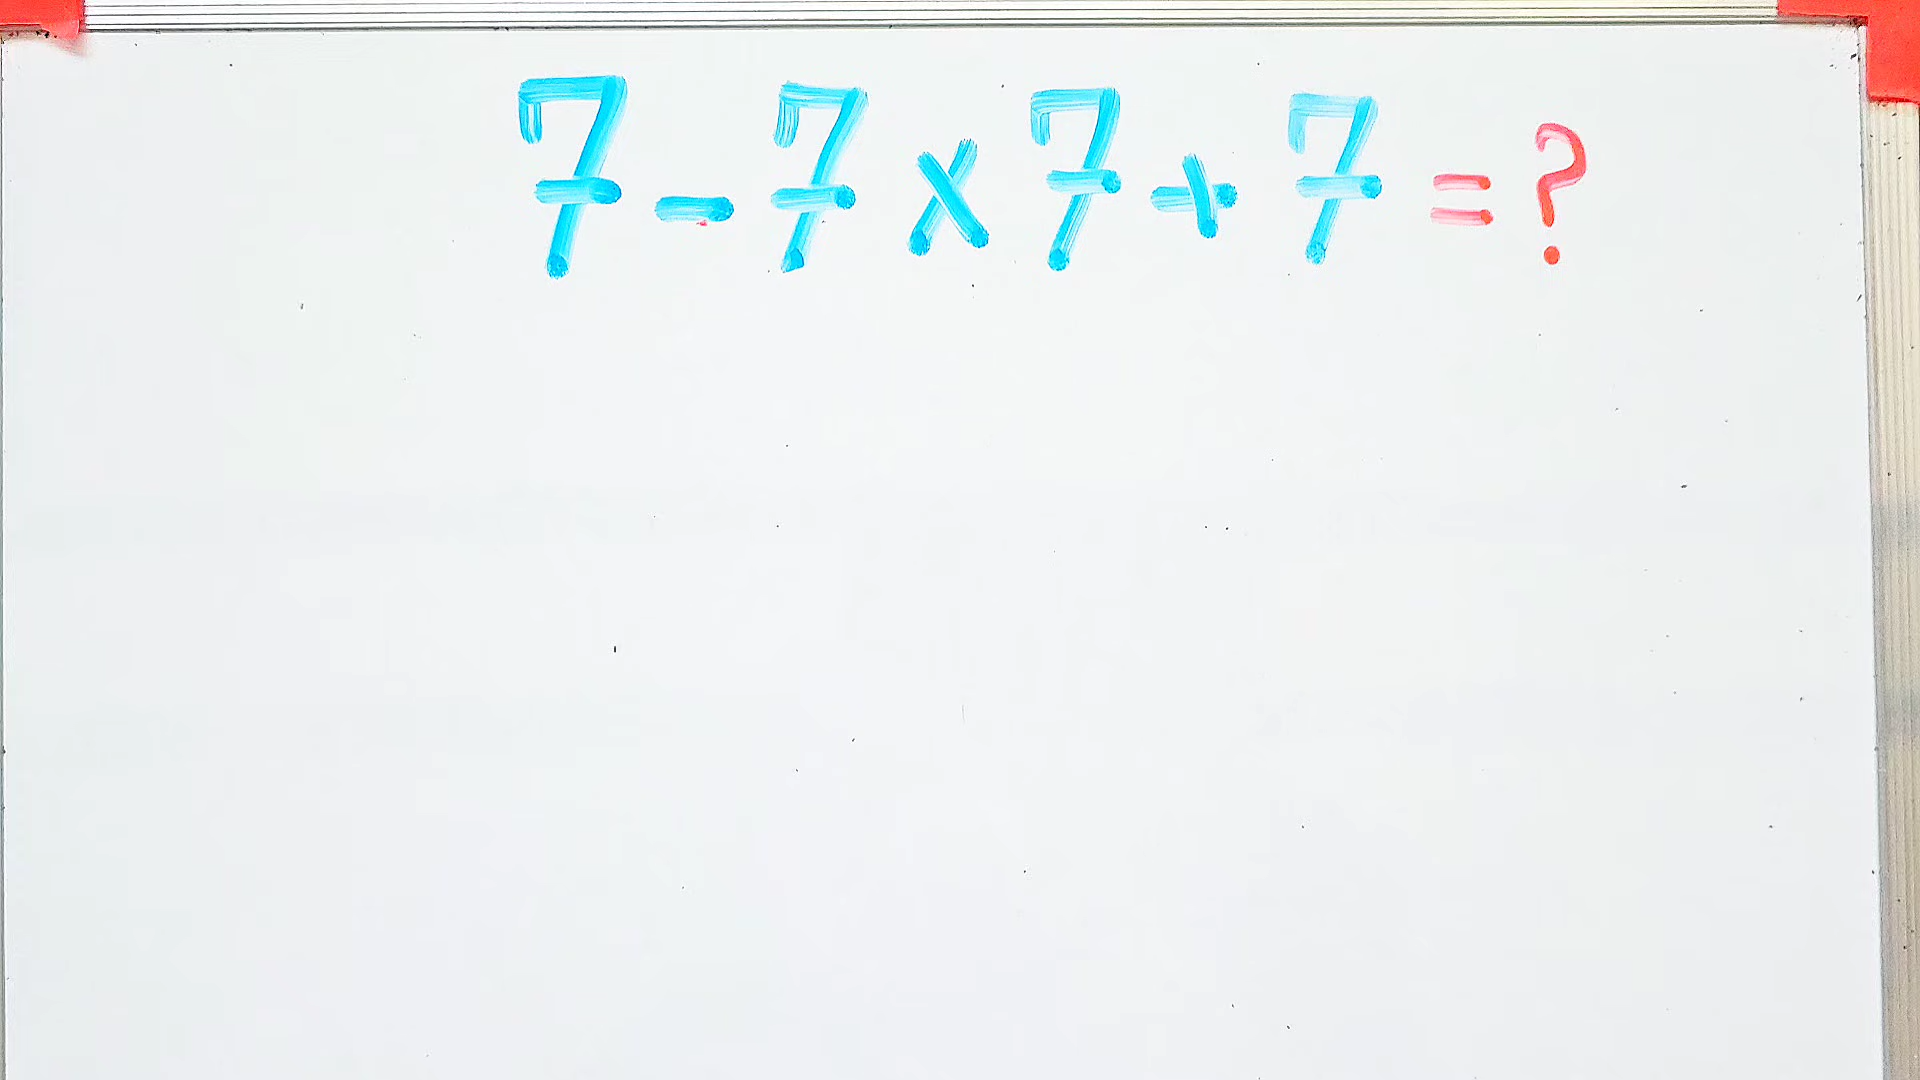 7 - 7 x 7 + 7 = ?